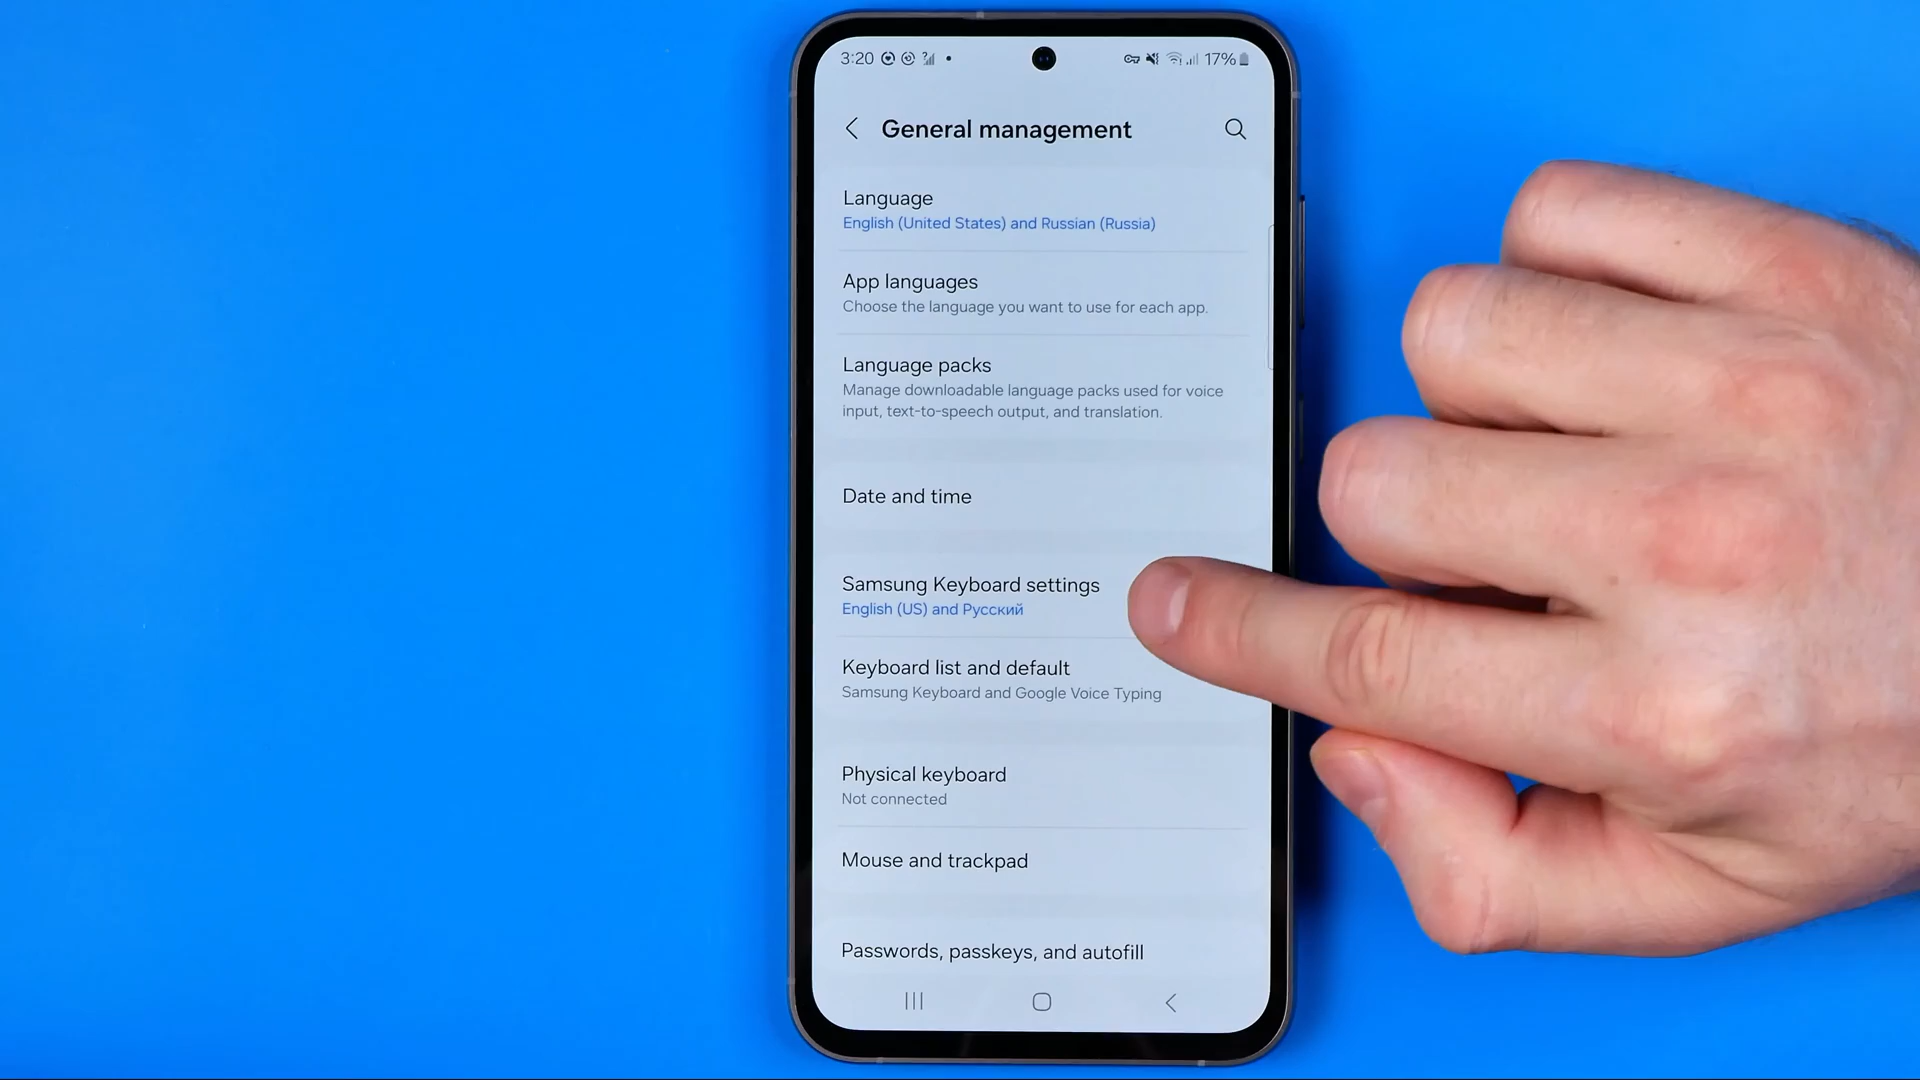 3:20
17%
General management
Language
English (United States) and Russian (Russia)
App languages
Choose the language you want to use for each app.
Language packs
Manage downloadable language packs used for voice
input, text-to-speech output, and translation.
Date and time
Samsung Keyboard settings
English (US) and Русский
Keyboard list and default
Samsung Keyboard and Google Voice Typing
Physical keyboard
Not connected
Mouse and trackpad
Passwords, passkeys, and autofill